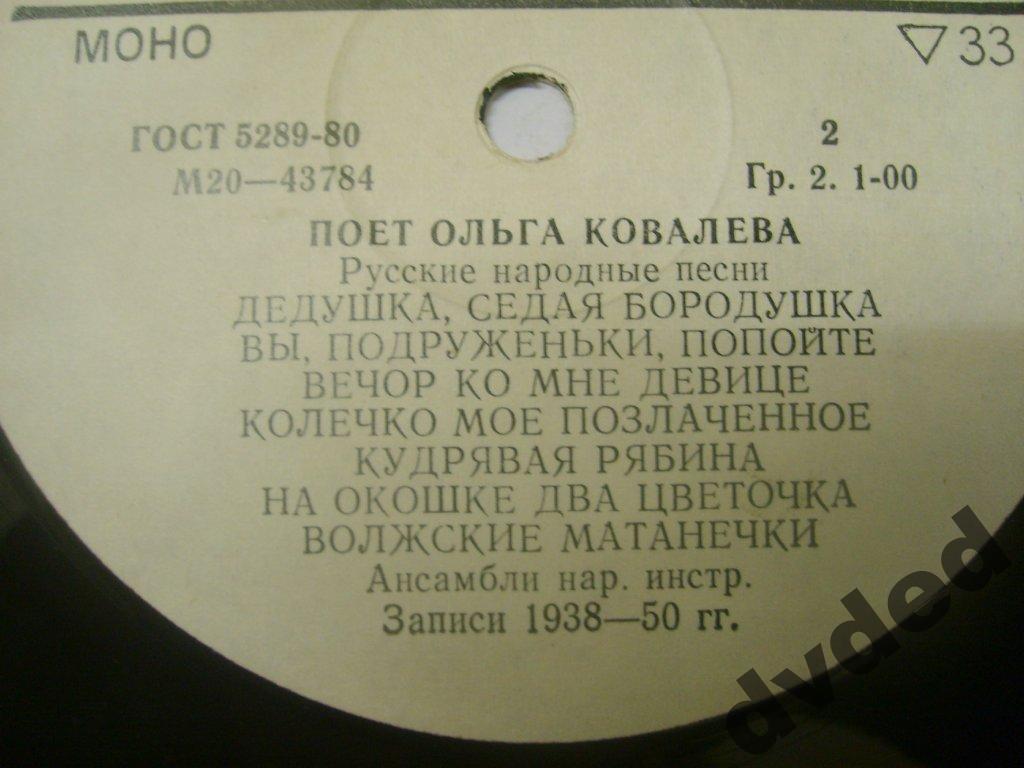 МОНО ▽33
ГОСТ 5289-80 2
М20—43784 Гр. 2. 1-00
ПОЕТ ОЛЬГА КОВАЛЕВА
Русские народные песни
ДЕДУШКА, СЕДАЯ БОРОДУШКА
ВЫ, ПОДРУЖЕНЬКИ, ПОПОЙТЕ
ВЕЧОР КО МНЕ ДЕВИЦЕ
КОЛЕЧКО МОЕ ПОЗЛАЧЕННОЕ
КУДРЯВАЯ РЯБИНА
НА ОКОШКЕ ДВА ЦВЕТОЧКА
ВОЛЖСКИЕ МАТАНЕЧКИ
Ансамбли нар. инстр.
Записи 1938—50 гг.
dvded